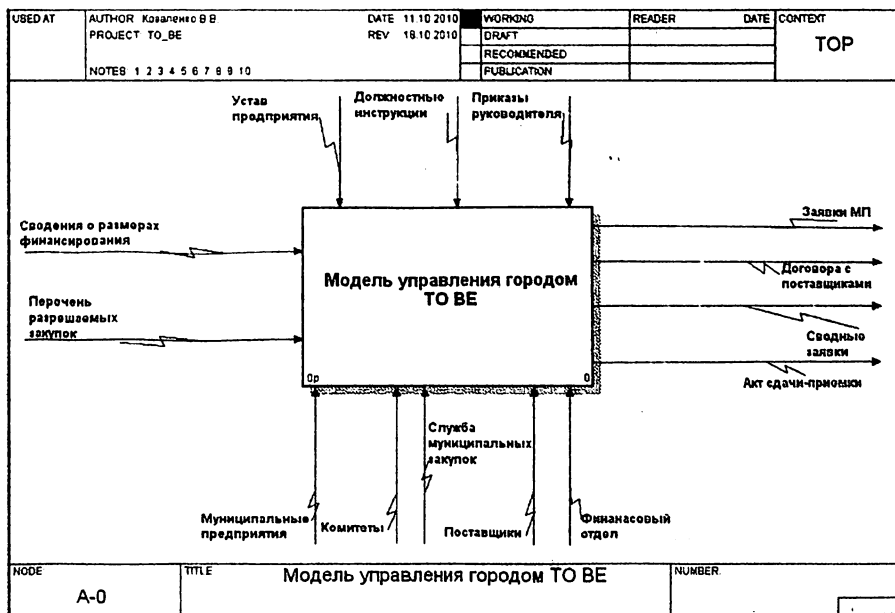 USED AT
AUTHOR Коваленко В В
DATE 11.10 2010
WORKING
READER
DATE
CONTEXT
PROJECT TO_BE
REV 18.10 2010
DRAFT
TOP
RECOMMENDED
NOTES 1 2 3 4 5 6 7 8 9 10
PUBLICATION
Устав
предприятия
Должностные
инструкции
Приказы
руководителя
Сведения о размерах
финансирования
Заявки МП
Договора с
поставщиками
Модель управления городом
TO BE
Перечень
разрешаемых
закупок
Сводные
заявки
Акт сдачи-приемки
0р
0
Служба
муниципальных
закупок
Муниципальные
предприятия
Комитеты
Поставщики
Финанасовый
отдел
NODE
TITLE
Модель управления городом TO BE
NUMBER
A-0